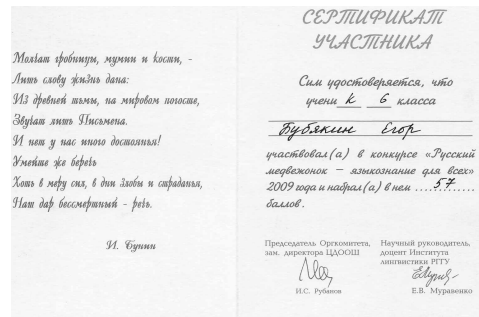 Молчат гробницы, мумии и кости, -
Лишь слову жизнь дана:
Из древней тьмы, на мировом погосте,
Звучат лишь Письмена.
И нет у нас иного достоянья!
Умейте же беречь
Хоть в меру сил, в дни злобы и страданья,
Наш дар бессмертный - речь.
И. Бунин
СЕРТИФИКАТ
УЧАСТНИКА
Сим удостоверяется, что
учени к 6 класса
Бубякин Егор
участвовал(а) в конкурсе «Русский
медвежонок – языкознание для всех»
2009 года и набрал(а) в нем ...57...
баллов.
Председатель Оргкомитета,
зам. директора ЦДООШ
И.С. Рубанов
Научный руководитель,
доцент Института
лингвистики РГГУ
Е.В. Муравенко